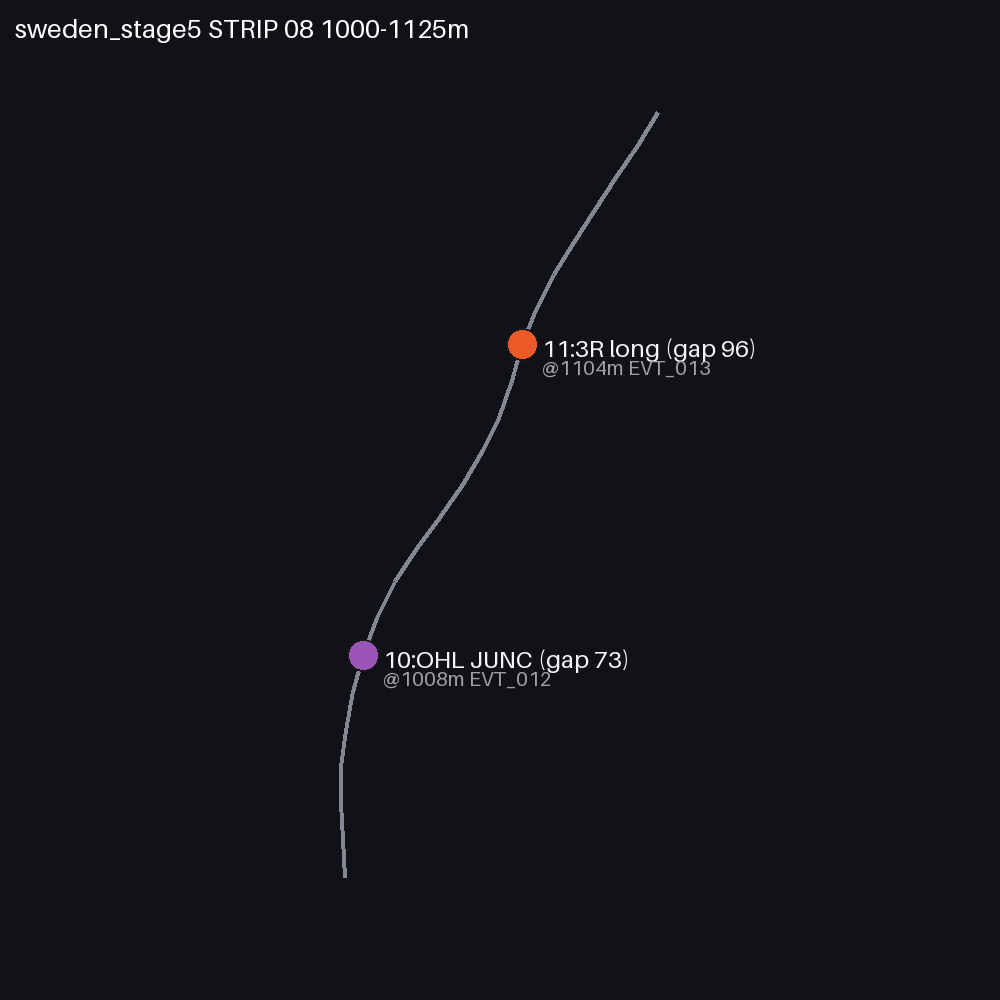 sweden_stage5 STRIP 08 1000-1125m
11:3R long (gap 96)
@1104m EVT_013
10:OHL JUNC (gap 73)
@1008m EVT_012